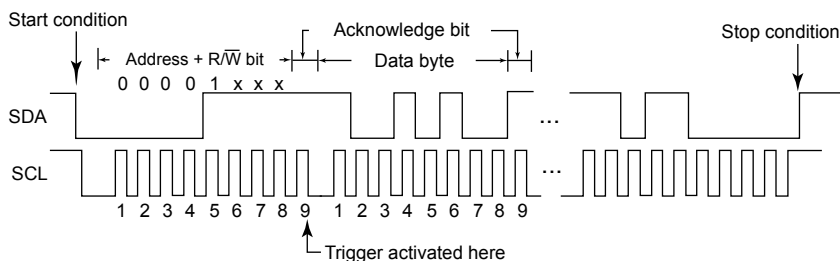 Start condition
Acknowledge bit
Stop condition
Address + R/W̅ bit
Data byte
0 0 0 0 1 x x x
SDA
...
SCL
...
1 2 3 4 5 6 7 8 9 1 2 3 4 5 6 7 8 9
Trigger activated here